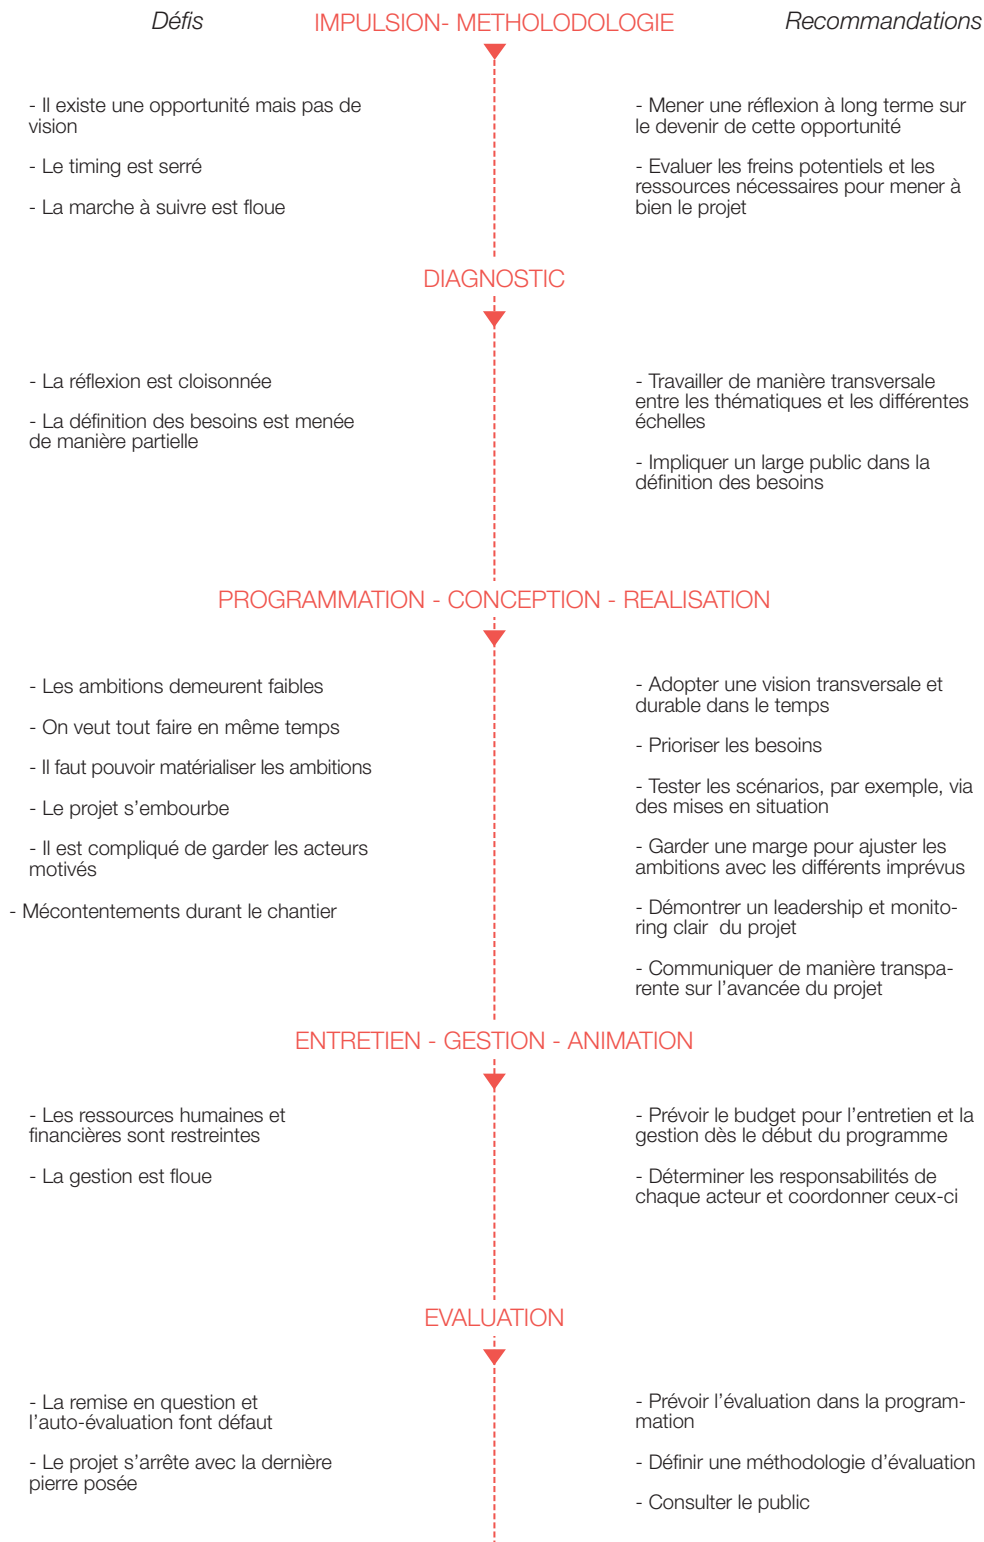 Défis
IMPULSION- METHOLODOLOGIE
Recommandations
- Il existe une opportunité mais pas de
vision
- Le timing est serré
- La marche à suivre est floue
- Mener une réflexion à long terme sur
le devenir de cette opportunité
- Evaluer les freins potentiels et les
ressources nécessaires pour mener à
bien le projet
DIAGNOSTIC
- La réflexion est cloisonnée
- La définition des besoins est menée
de manière partielle
- Travailler de manière transversale
entre les thématiques et les différentes
échelles
- Impliquer un large public dans la
définition des besoins
PROGRAMMATION - CONCEPTION - REALISATION
- Les ambitions demeurent faibles
- On veut tout faire en même temps
- Il faut pouvoir matérialiser les ambitions
- Le projet s’embourbe
- Il est compliqué de garder les acteurs
motivés
- Mécontentements durant le chantier
- Adopter une vision transversale et
durable dans le temps
- Prioriser les besoins
- Tester les scénarios, par exemple, via
des mises en situation
- Garder une marge pour ajuster les
ambitions avec les différents imprévus
- Démontrer un leadership et monito-
ring clair  du projet
- Communiquer de manière transpa-
rente sur l’avancée du projet
ENTRETIEN - GESTION - ANIMATION
- Les ressources humaines et
financières sont restreintes
- La gestion est floue
- Prévoir le budget pour l’entretien et la
gestion dès le début du programme
- Déterminer les responsabilités de
chaque acteur et coordonner ceux-ci
EVALUATION
- La remise en question et
l’auto-évaluation font défaut
- Le projet s’arrête avec la dernière
pierre posée
- Prévoir l’évaluation dans la program-
mation
- Définir une méthodologie d’évaluation
- Consulter le public